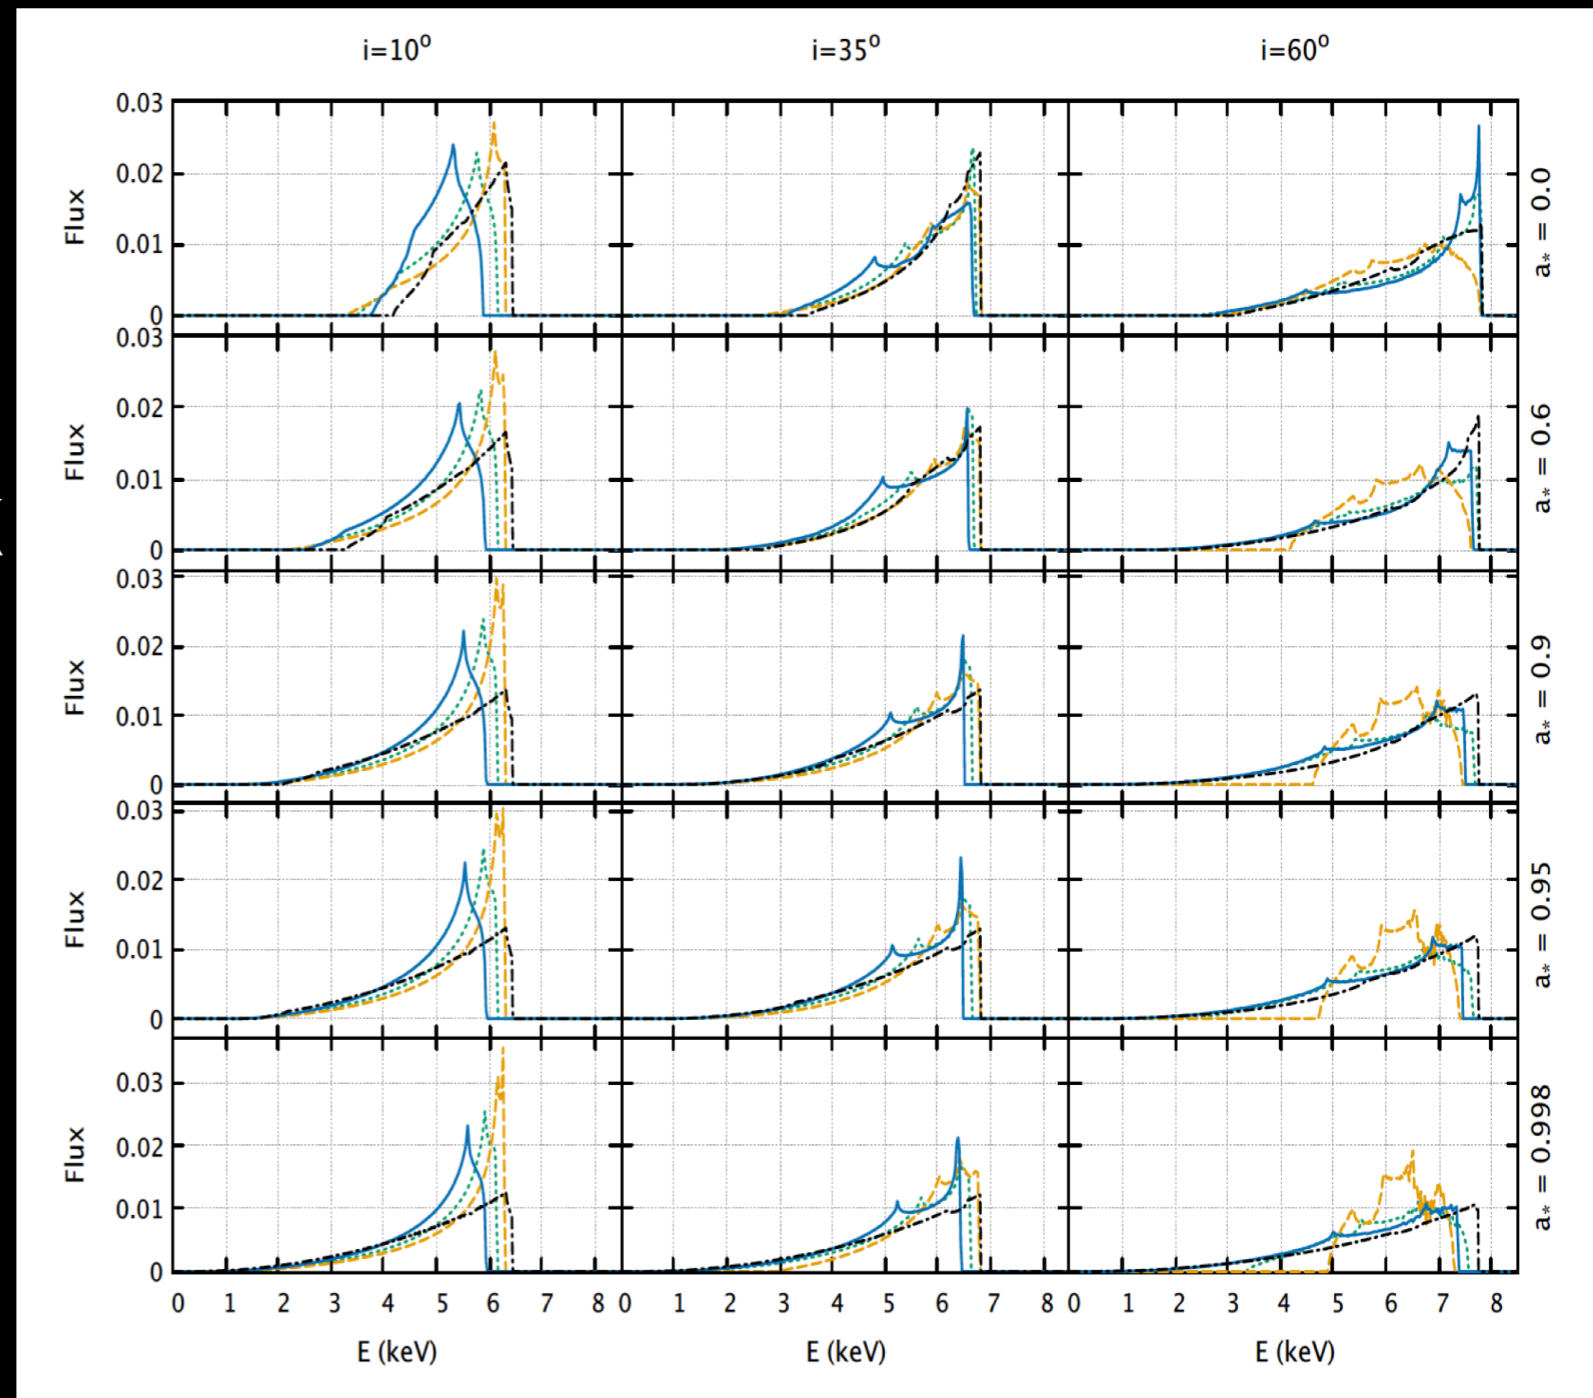 i=10°
i=35°
i=60°
0.03
0.02
0.01
0
Flux
a* = 0.0
0.03
0.02
0.01
0
Flux
a* = 0.6
0.03
0.02
0.01
0
Flux
a* = 0.9
0.03
0.02
0.01
0
Flux
a* = 0.95
0.03
0.02
0.01
0
Flux
a* = 0.998
0 1 2 3 4 5 6 7 8 0 1 2 3 4 5 6 7 8 0 1 2 3 4 5 6 7 8
E (keV)
E (keV)
E (keV)